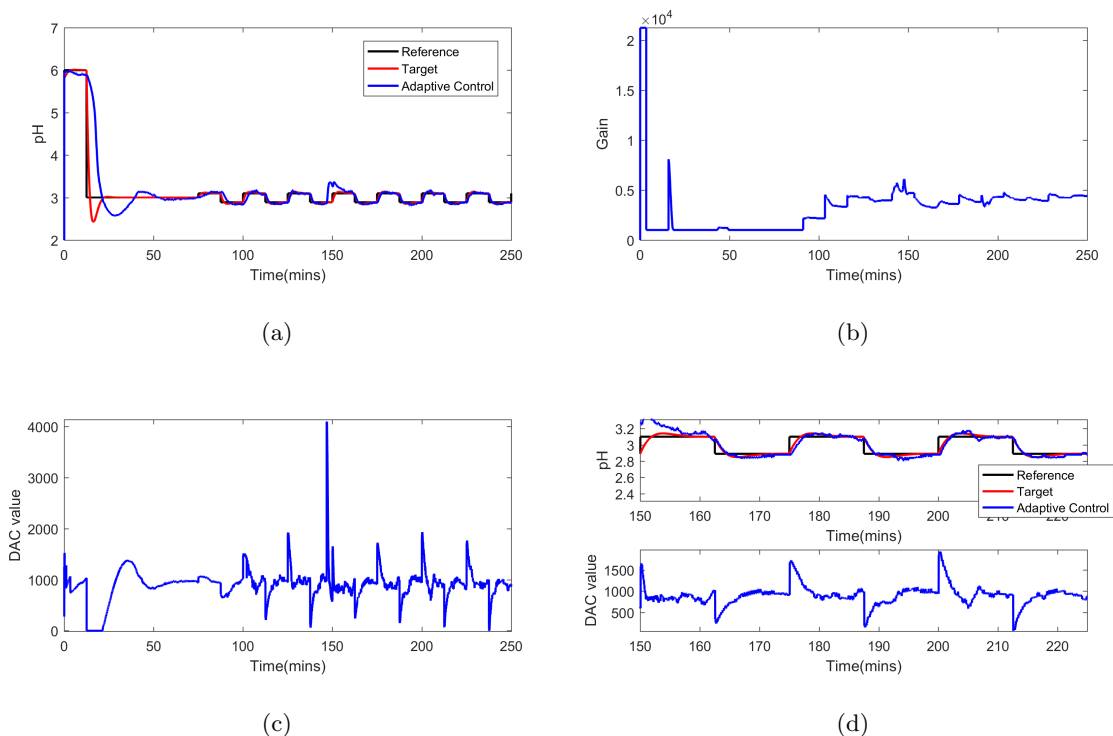 7
6
5
4
3
2
pH
0 50 100 150 200 250
Time(mins)
Reference
Target
Adaptive Control
(a)
×10⁴
2
1.5
1
0.5
0
Gain
0 50 100 150 200 250
Time(mins)
(b)
4000
3000
2000
1000
0
DAC value
0 50 100 150 200 250
Time(mins)
(c)
3.2
3
2.8
2.6
2.4
pH
Reference
Target
Adaptive Control
150 160 170 180 190 200 210 220
Time(mins)
1500
1000
500
DAC value
150 160 170 180 190 200 210 220
Time(mins)
(d)